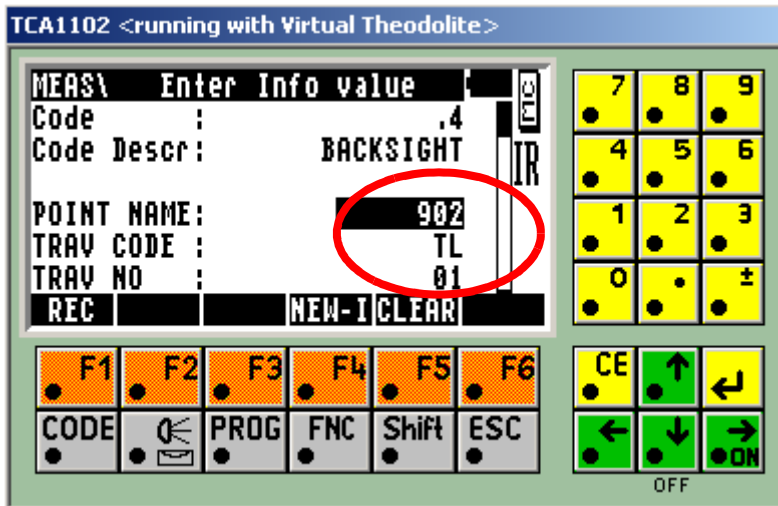 TCA1102 <running with Virtual Theodolite>
MEAS\ Enter Info value
MC
Code : .4
Code Descr: BACKSIGHT
IR
POINT NAME: 902
TRAV CODE : TL
TRAV NO : 01
REC NEW-I CLEAR
7 8 9
4 5 6
1 2 3
0 . ±
F1 F2 F3 F4 F5 F6
CE ↑ ↵
CODE PROG FNC Shift ESC
← ↓ → ON
OFF